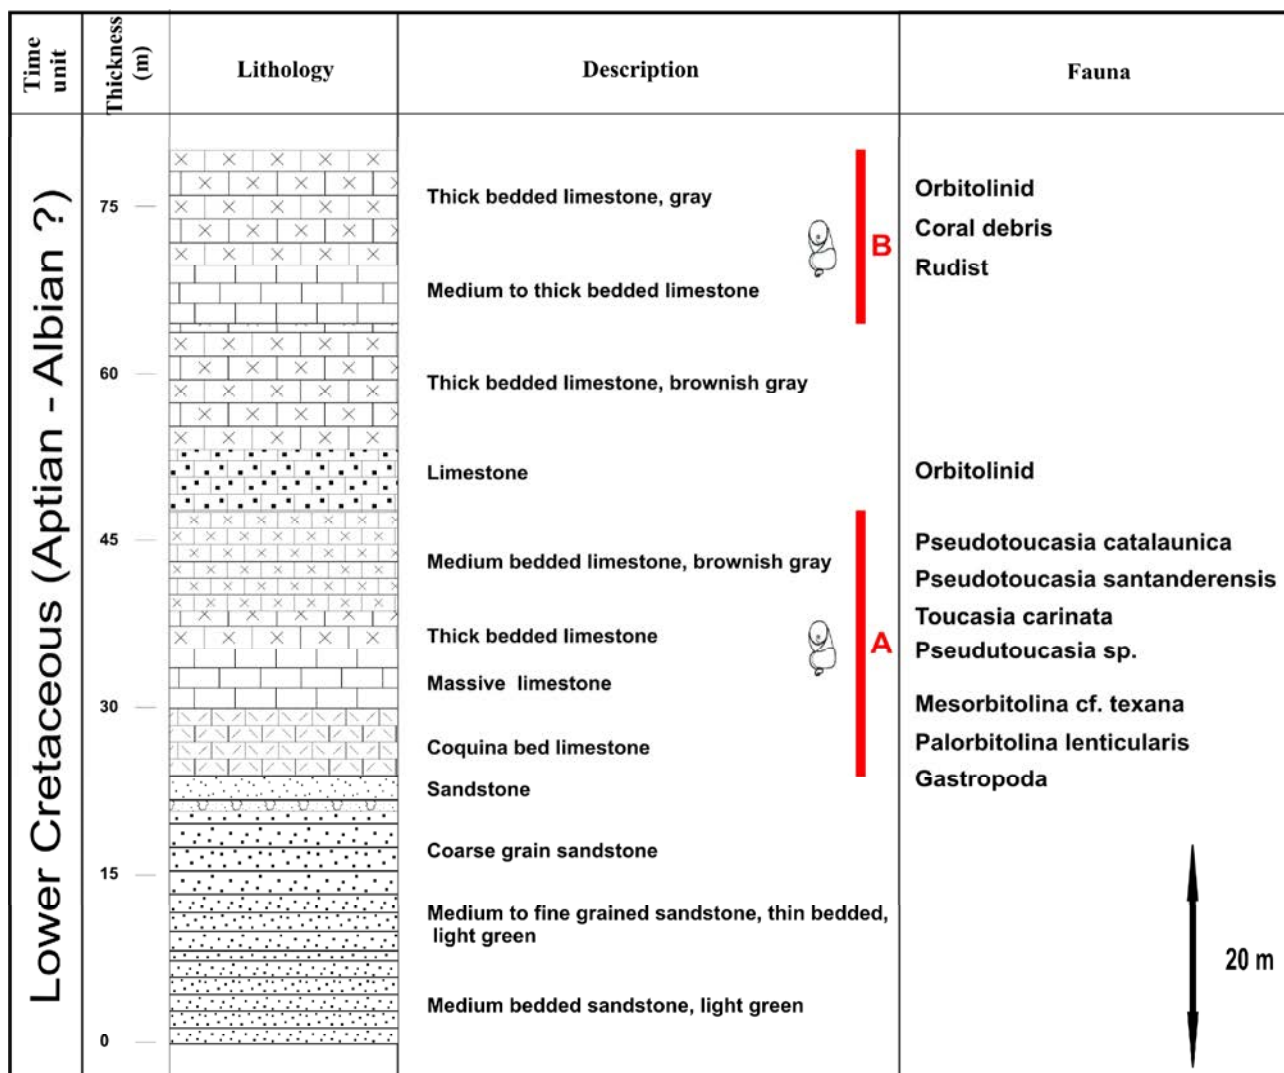 Time
unit
Thickness
(m)
Lithology
Description
Fauna
Lower Cretaceous (Aptian - Albian ?)
75
60
45
30
15
0
Thick bedded limestone, gray
Medium to thick bedded limestone
Thick bedded limestone, brownish gray
Limestone
Medium bedded limestone, brownish gray
Thick bedded limestone
Massive limestone
Coquina bed limestone
Sandstone
Coarse grain sandstone
Medium to fine grained sandstone, thin bedded,
light green
Medium bedded sandstone, light green
B
A
Orbitolinid
Coral debris
Rudist
Orbitolinid
Pseudotoucasia catalaunica
Pseudotoucasia santanderensis
Toucasia carinata
Pseudutoucasia sp.
Mesorbitolina cf. texana
Palorbitolina lenticularis
Gastropoda
20 m